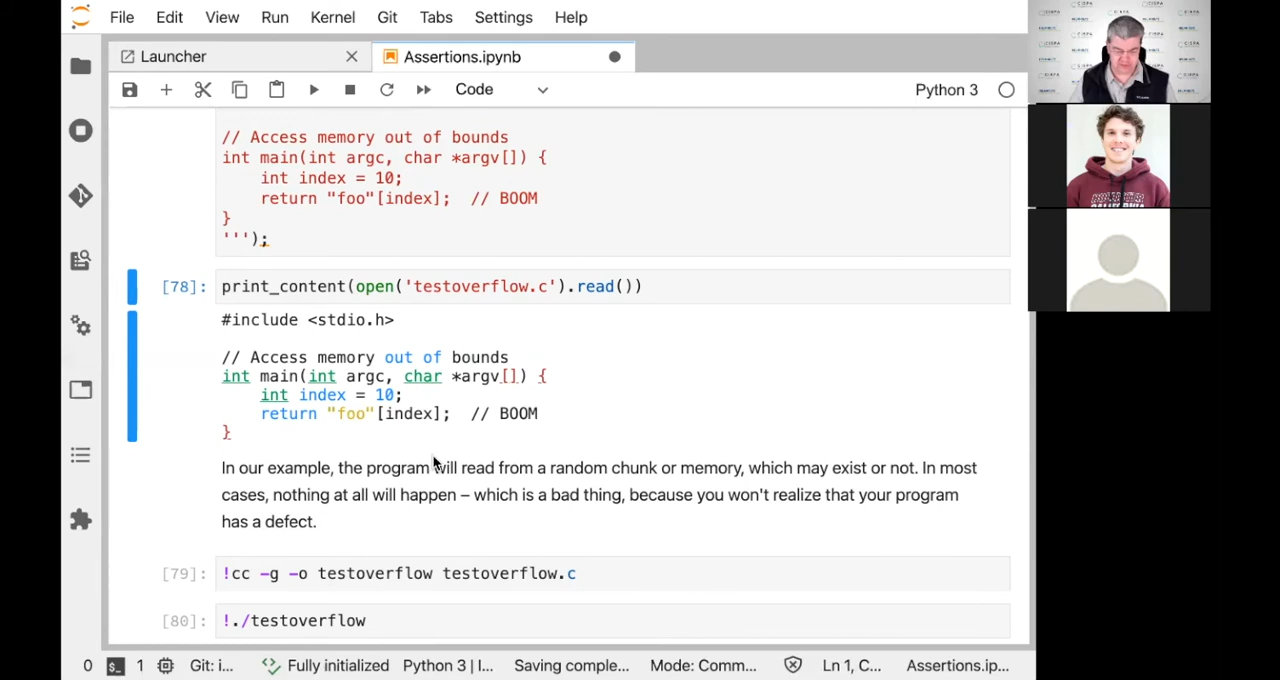 File Edit View Run Kernel Git Tabs Settings Help
Launcher
Assertions.ipynb
Code
Python 3
// Access memory out of bounds
int main(int argc, char *argv[]) {
int index = 10;
return "foo"[index]; // BOOM
}
''');
[78]: print_content(open('testoverflow.c').read())
#include <stdio.h>
// Access memory out of bounds
int main(int argc, char *argv[]) {
int index = 10;
return "foo"[index]; // BOOM
}
In our example, the program will read from a random chunk or memory, which may exist or not. In most
cases, nothing at all will happen – which is a bad thing, because you won't realize that your program
has a defect.
[79]: !cc -g -o testoverflow testoverflow.c
[80]: !./testoverflow
0 1 Git: i... Fully initialized Python 3 | I... Saving comple... Mode: Comm... Ln 1, C... Assertions.ip...
CISPA
CALIFORNIA